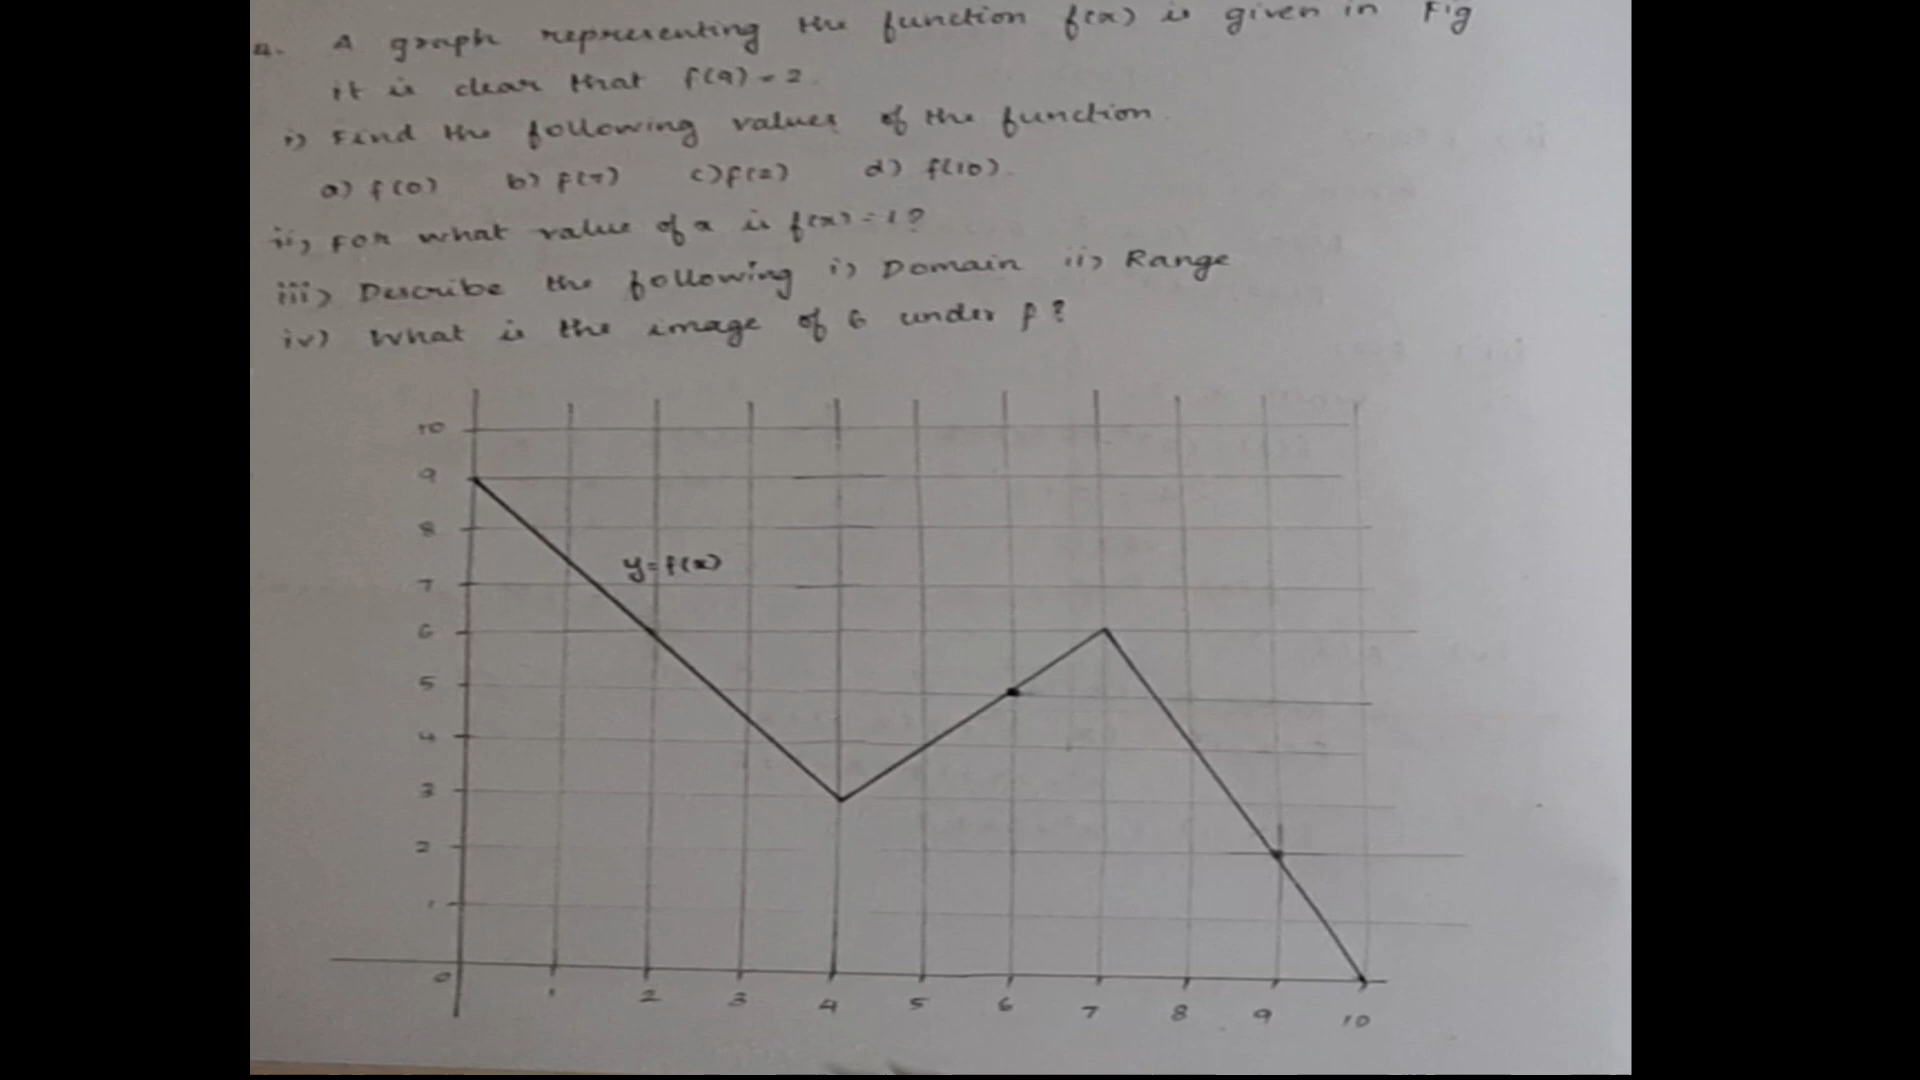 4. A graph representing the function f(x) is given in Fig
it is clear that f(9) = 2.
i) Find the following values of the function.
a) f(0) b) f(7) c) f(2) d) f(10).
ii) For what value of x is f(x) = 1?
iii) Describe the following i) Domain ii) Range
iv) What is the image of 6 under f?
10
9
8
y = f(x)
7
6
5
4
3
2
1
0
1 2 3 4 5 6 7 8 9 10